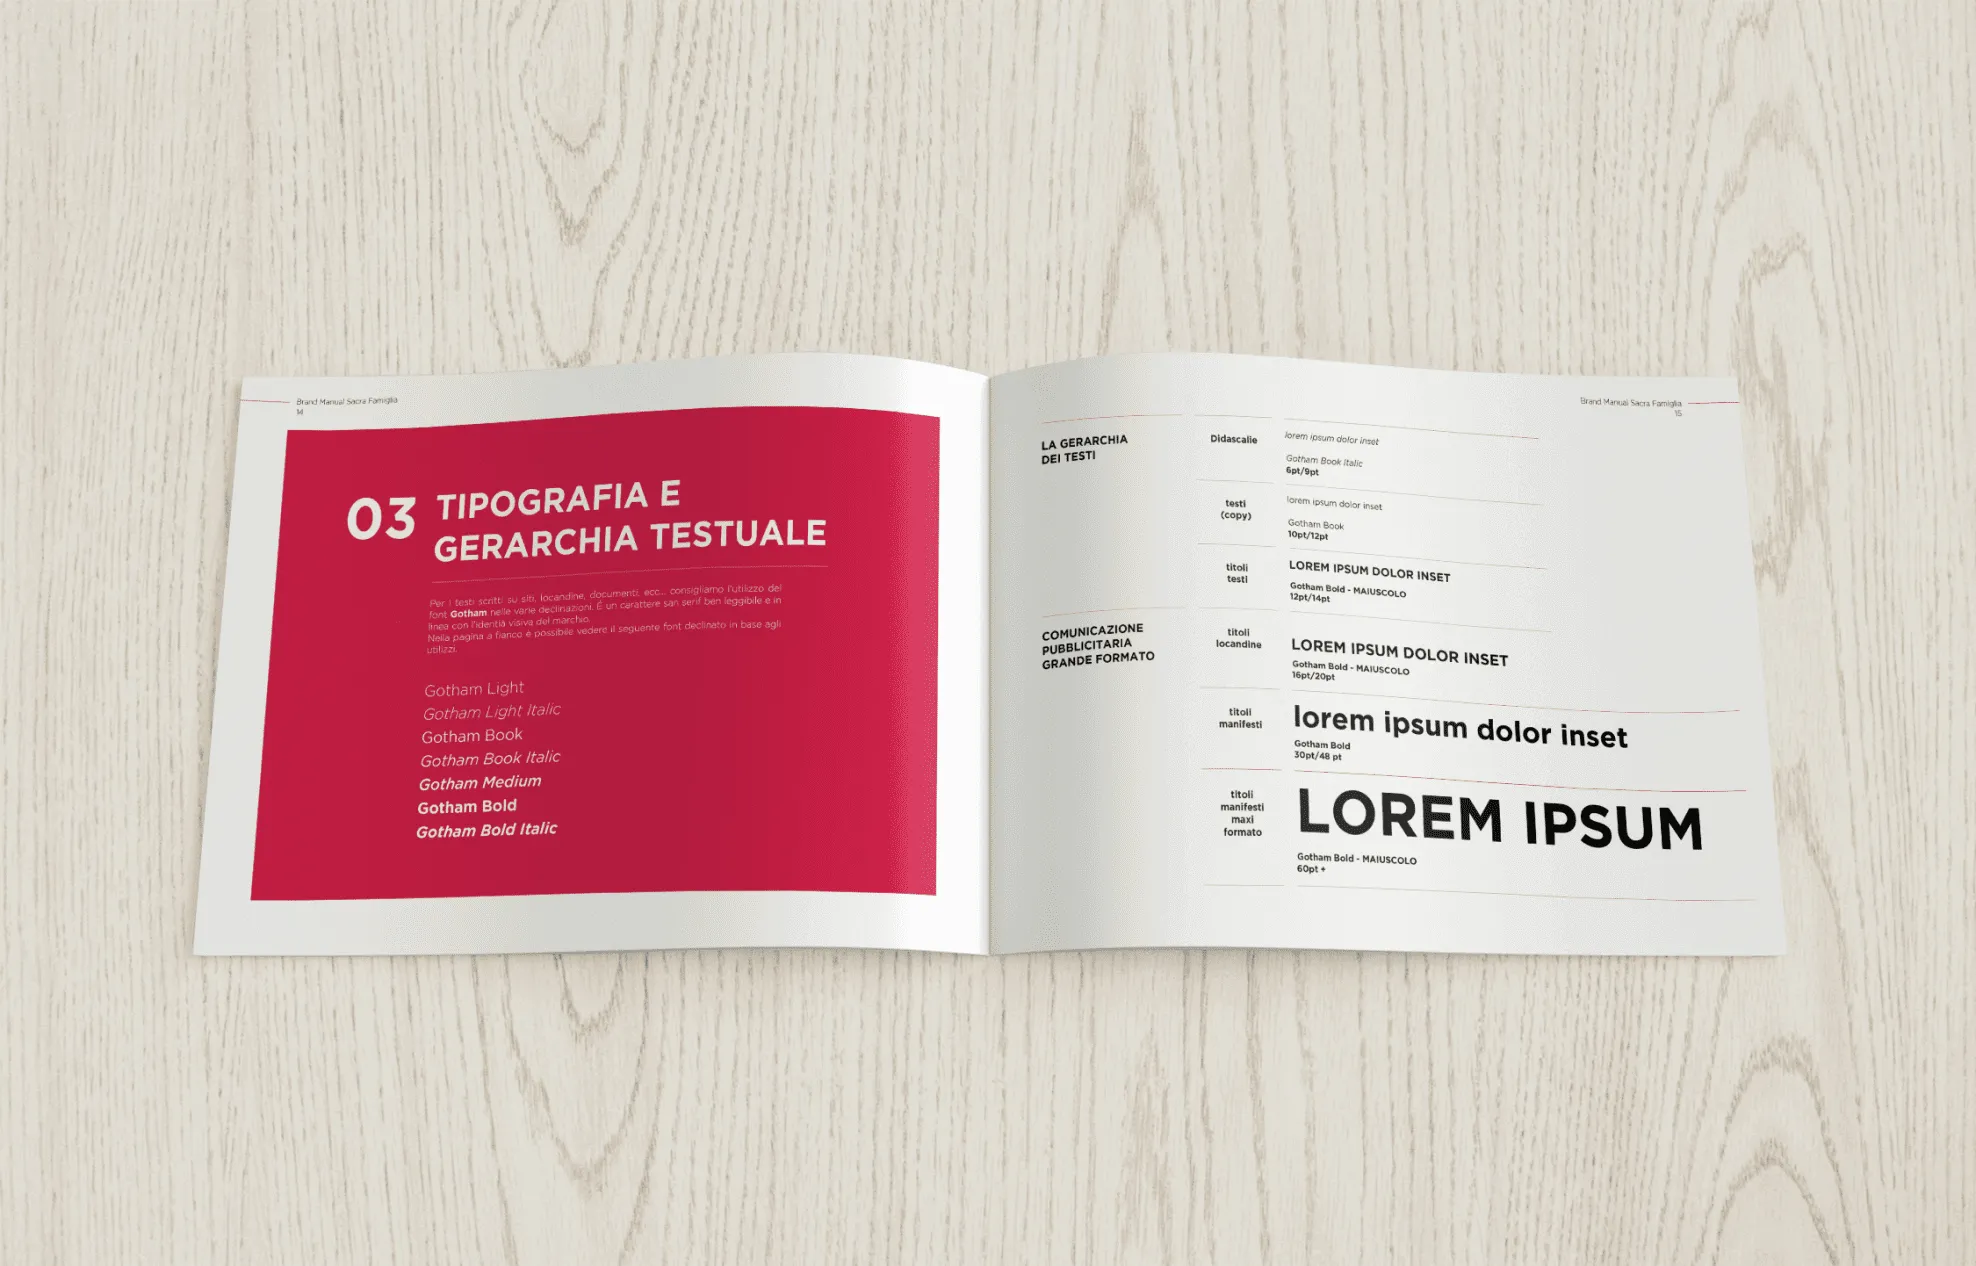 Brand Manual Sacra Famiglia
14
03 TIPOGRAFIA E
GERARCHIA TESTUALE
Per i testi scritti su siti, locandine, documenti, ecc... consigliamo l'utilizzo del
font Gotham nelle varie declinazioni. É un carattere san serif ben leggibile e in
linea con l'identià visiva del marchio.
Nella pagina a fianco è possibile vedere il seguente font declinato in base agli
utilizzi.
Gotham Light
Gotham Light Italic
Gotham Book
Gotham Book Italic
Gotham Medium
Gotham Bold
Gotham Bold Italic
Brand Manual Sacra Famiglia
15
LA GERARCHIA
DEI TESTI
Didascalie
lorem ipsum dolor inset
Gotham Book Italic
6pt/9pt
testi
(copy)
lorem ipsum dolor inset
Gotham Book
10pt/12pt
titoli
testi
LOREM IPSUM DOLOR INSET
Gotham Bold - MAIUSCOLO
12pt/14pt
COMUNICAZIONE
PUBBLICITARIA
GRANDE FORMATO
titoli
locandine
LOREM IPSUM DOLOR INSET
Gotham Bold - MAIUSCOLO
16pt/20pt
titoli
manifesti
lorem ipsum dolor inset
Gotham Bold
30pt/48 pt
titoli
manifesti
maxi
formato
LOREM IPSUM
Gotham Bold - MAIUSCOLO
60pt +